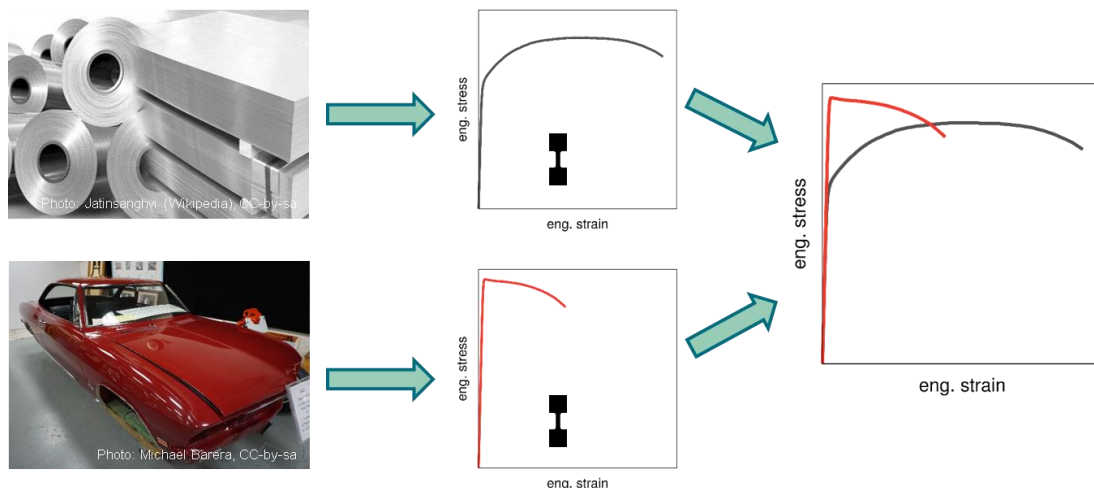 Photo: Jatinsanghvi (Wikipedia), CC-by-sa
eng. stress
eng. strain
eng. stress
eng. strain
Photo: Michael Barera, CC-by-sa
eng. stress
eng. strain